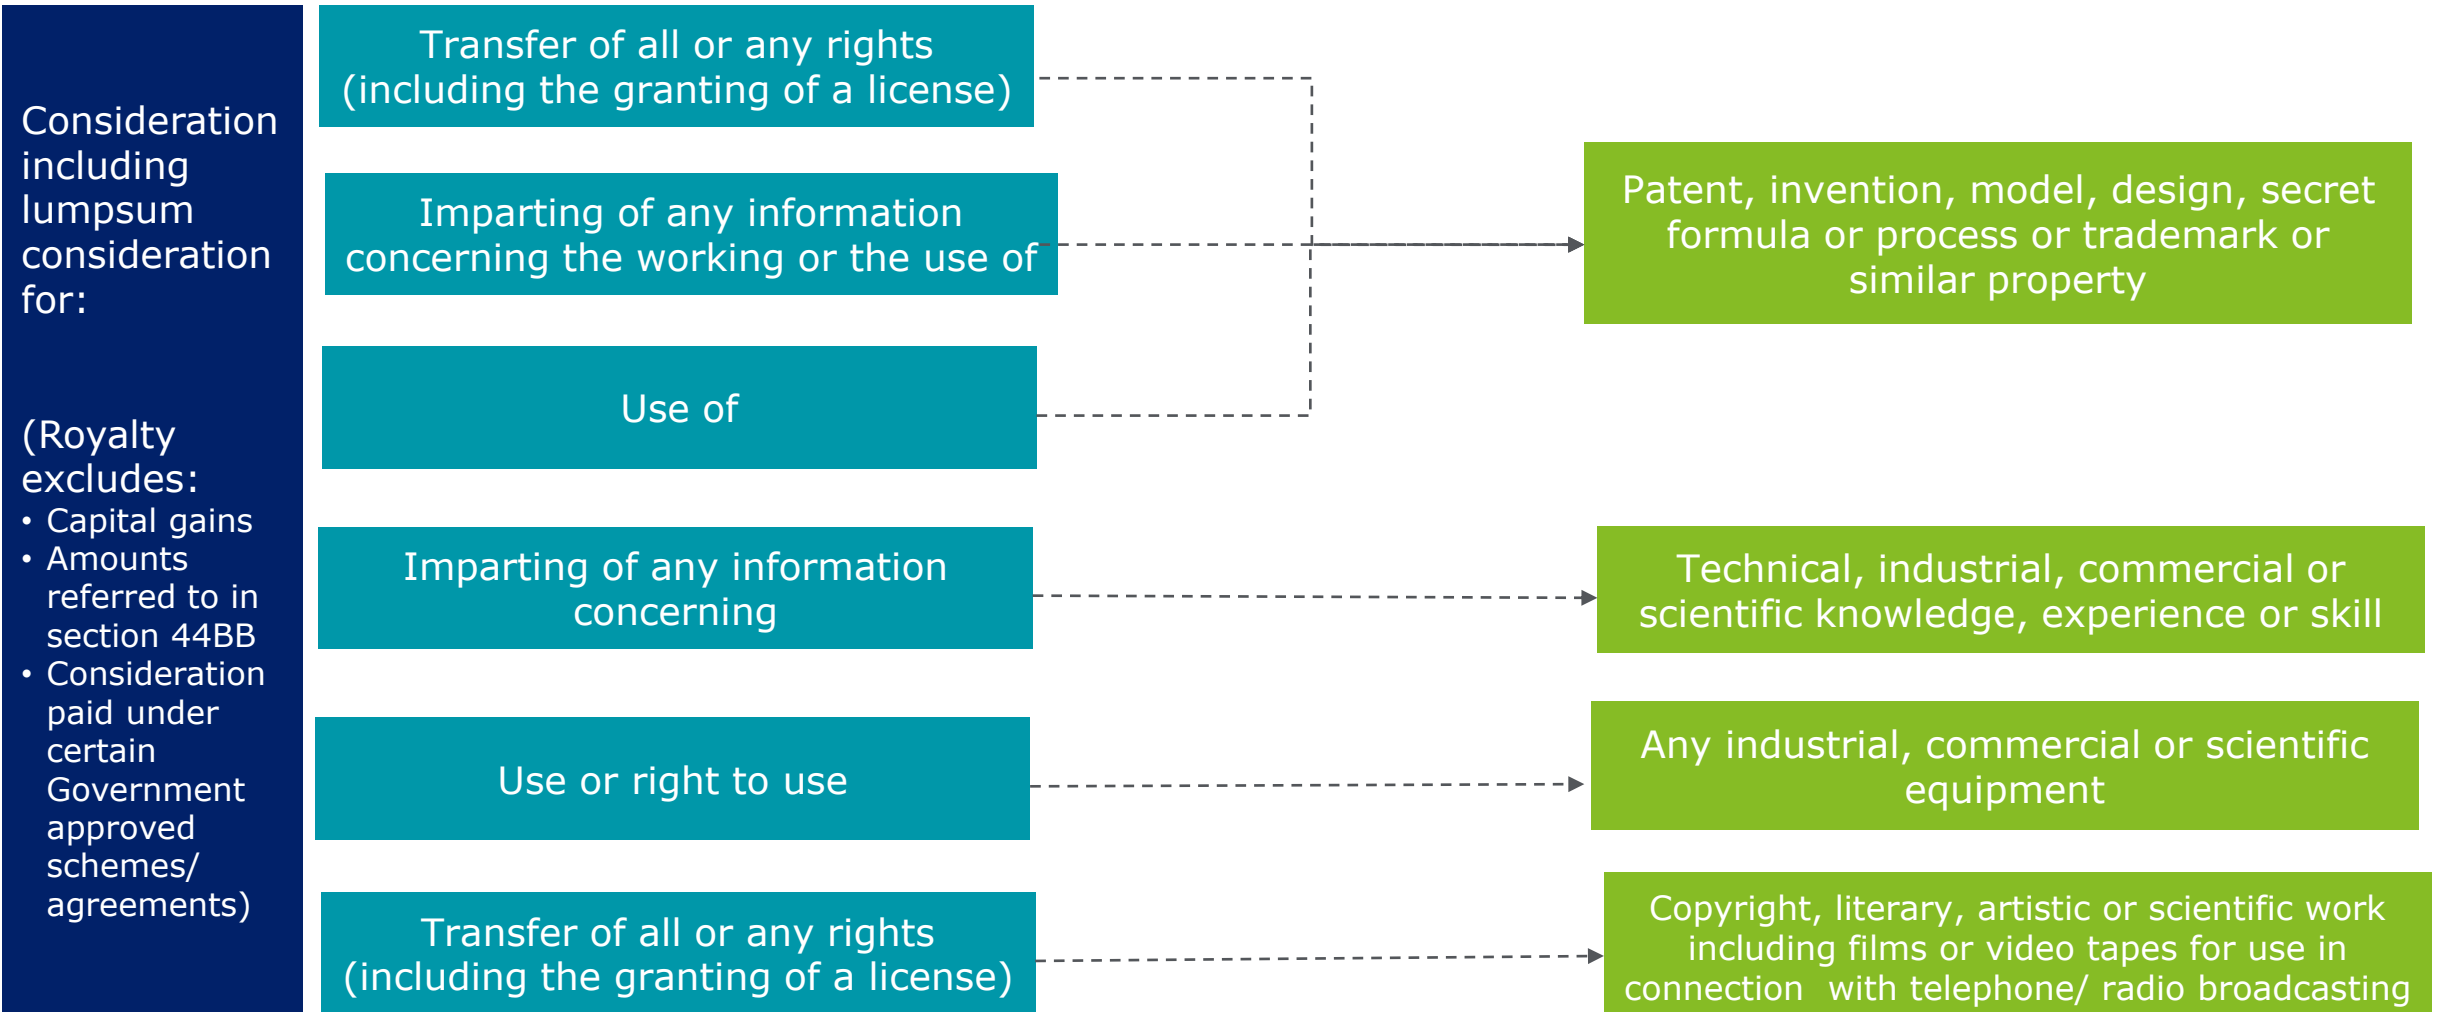 Consideration
including
lumpsum
consideration
for:
(Royalty
excludes:
• Capital gains
• Amounts
referred to in
section 44BB
• Consideration
paid under
certain
Government
approved
schemes/
agreements)
Transfer of all or any rights
(including the granting of a license)
Imparting of any information
concerning the working or the use of
Use of
Patent, invention, model, design, secret
formula or process or trademark or
similar property
Imparting of any information
concerning
Technical, industrial, commercial or
scientific knowledge, experience or skill
Use or right to use
Any industrial, commercial or scientific
equipment
Transfer of all or any rights
(including the granting of a license)
Copyright, literary, artistic or scientific work
including films or video tapes for use in
connection  with telephone/ radio broadcasting